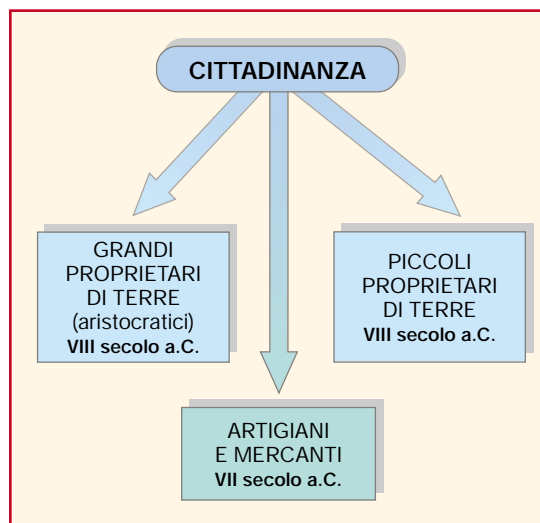 CITTADINANZA
GRANDI
PROPRIETARI
DI TERRE
(aristocratici)
VIII secolo a.C.
PICCOLI
PROPRIETARI
DI TERRE
VIII secolo a.C.
ARTIGIANI
E MERCANTI
VII secolo a.C.